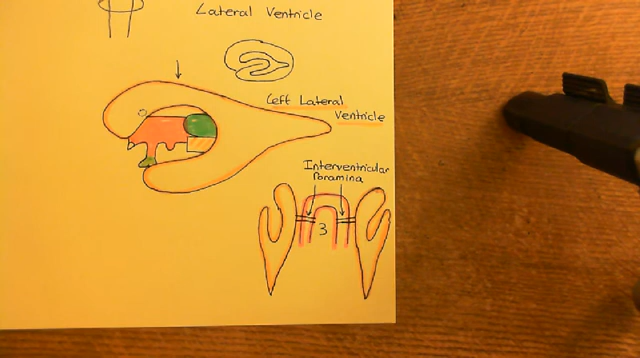 Lateral Ventricle
Left Lateral
Ventricle
Interventricular
Foramina
3